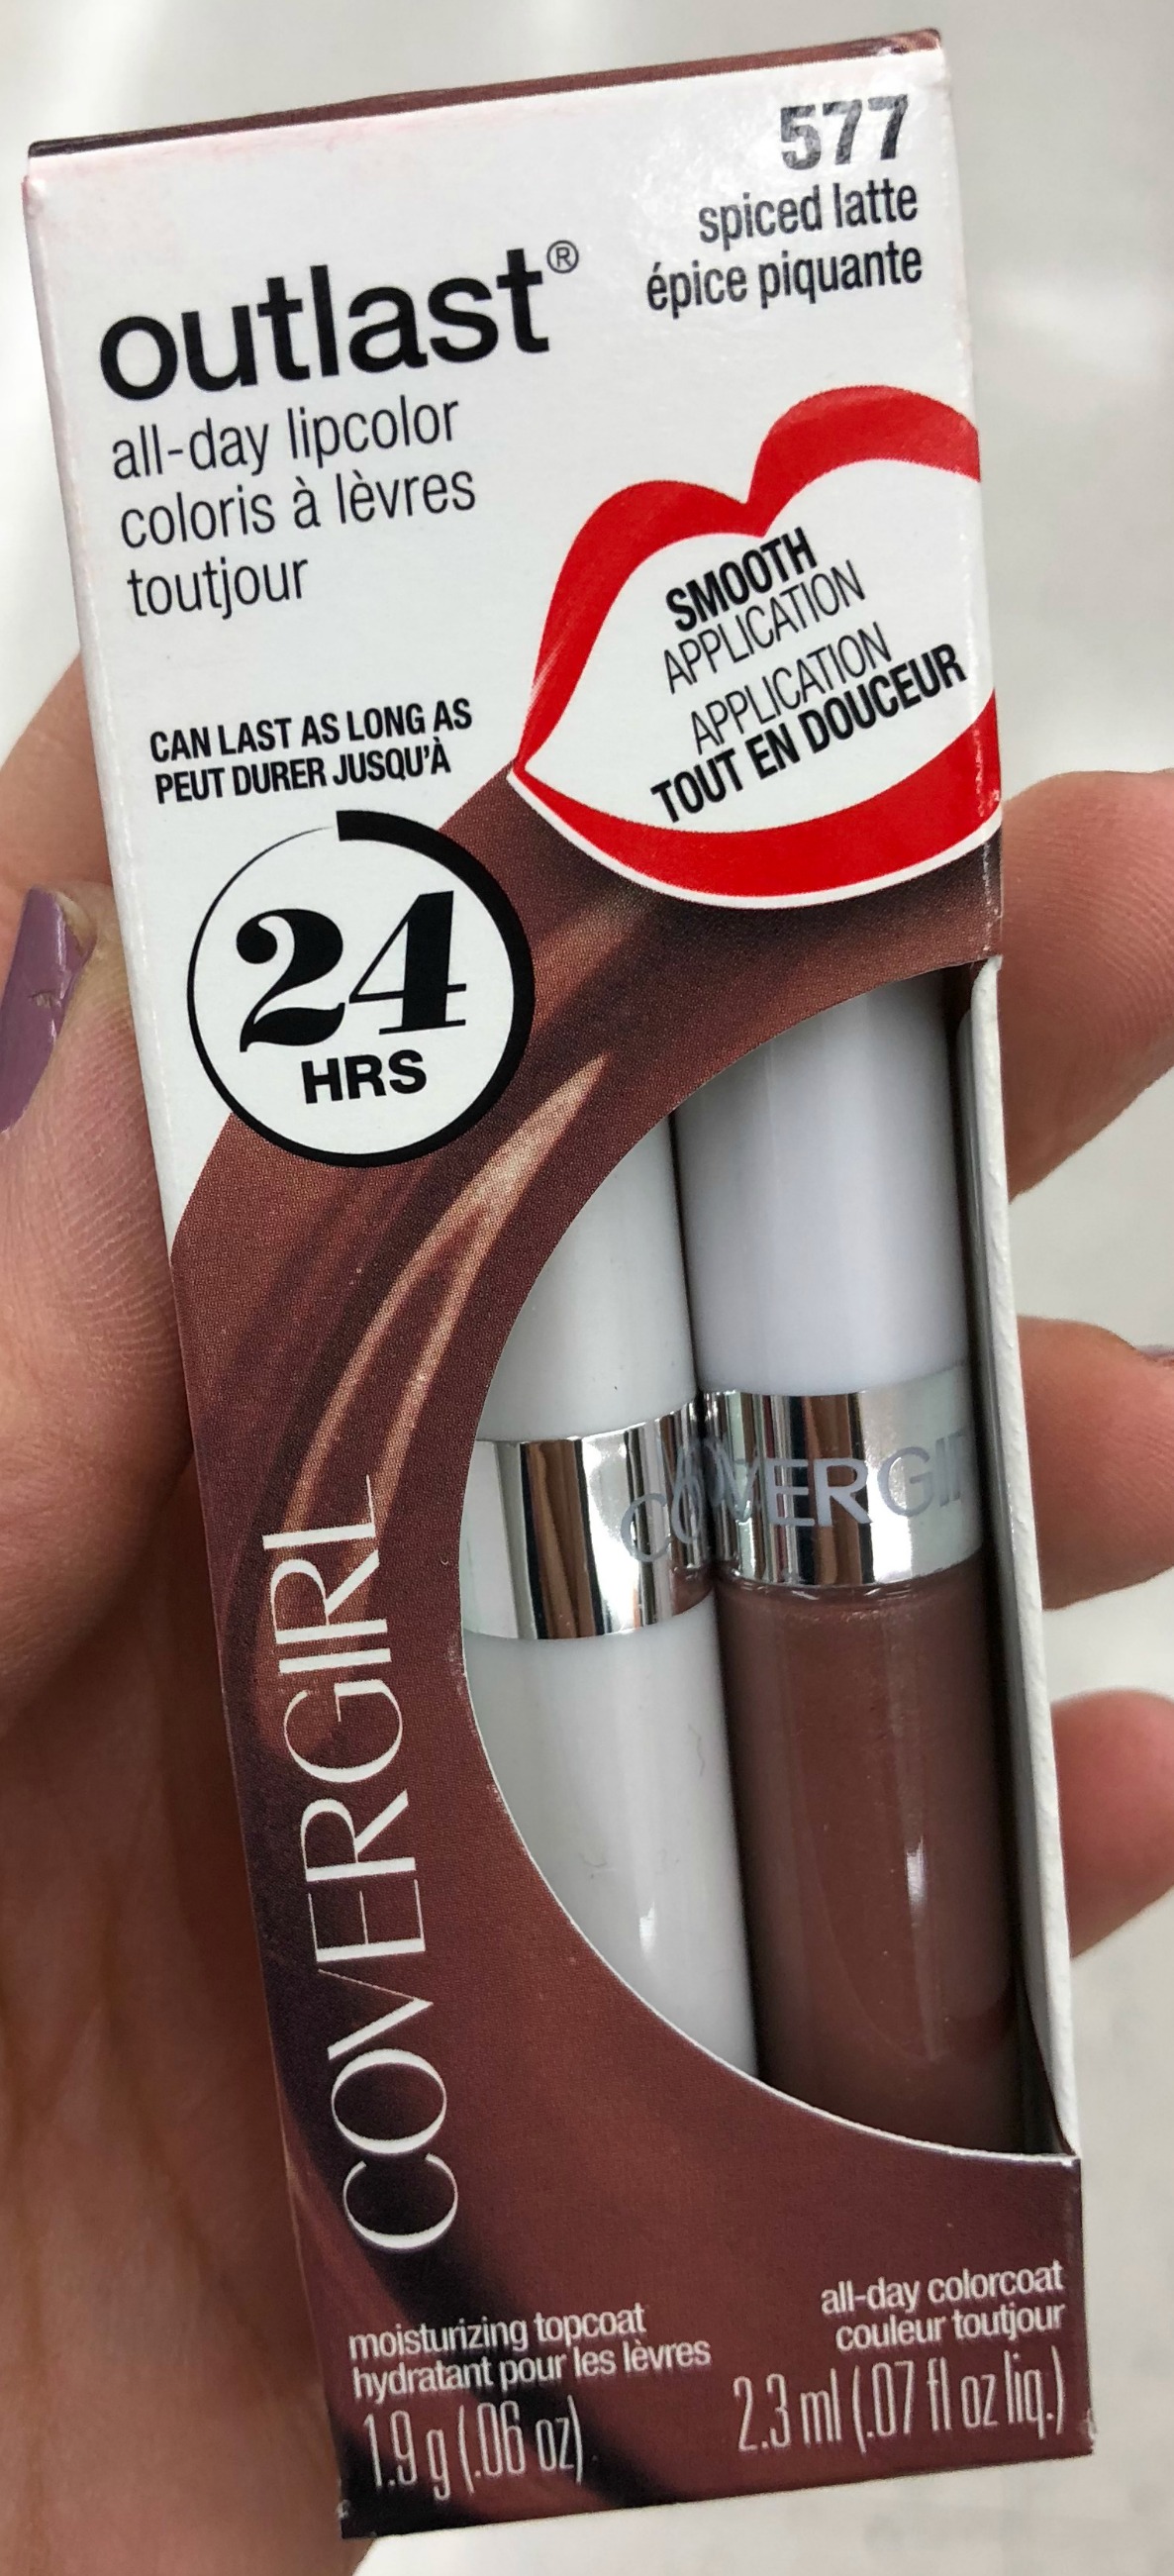 577
spiced latte
épice piquante
outlast®
all-day lipcolor
coloris à lèvres
toutjour
SMOOTH
APPLICATION
APPLICATION
TOUT EN DOUCEUR
CAN LAST AS LONG AS
PEUT DURER JUSQU'À
24
HRS
COVERGIRL
COVERGIRL
moisturizing topcoat
hydratant pour les lèvres
1.9 g (.06 oz)
all-day colorcoat
couleur toutjour
2.3 ml (.07 fl oz liq.)